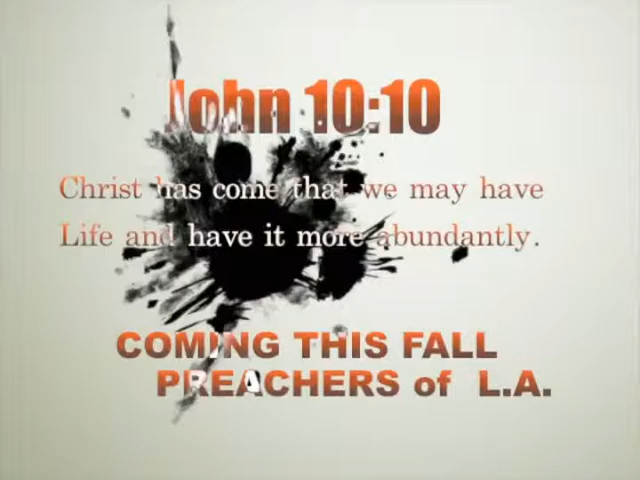 John 10:10
Christ has come that we may have
Life and have it more abundantly.
COMING THIS FALL
PREACHERS of L.A.